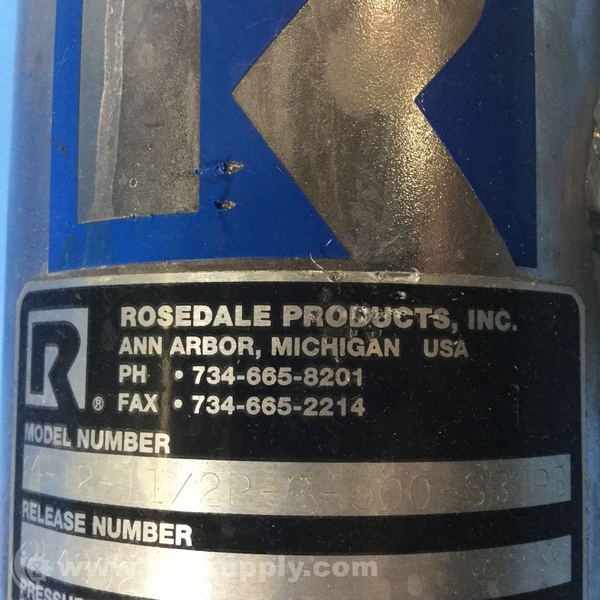 R
R ®
ROSEDALE PRODUCTS, INC.
ANN ARBOR, MICHIGAN USA
PH • 734-665-8201
FAX • 734-665-2214
MODEL NUMBER
RELEASE NUMBER